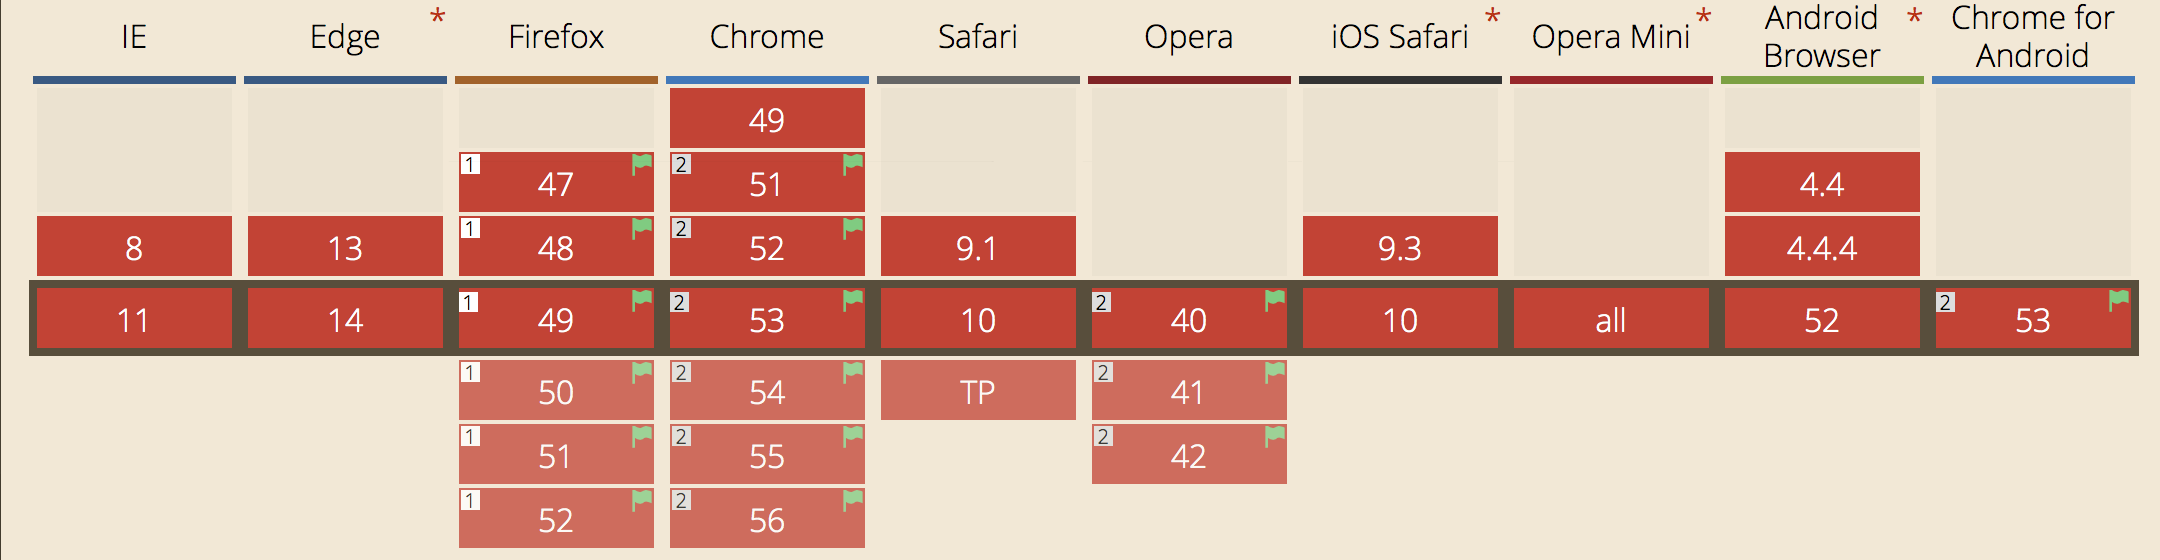 IE Edge * Firefox Chrome Safari Opera iOS Safari * Opera Mini * Android Browser * Chrome for Android
49
1 47 2 51 4.4
8 13 1 48 2 52 9.1 9.3 4.4.4
11 14 1 49 2 53 10 2 40 10 all 52 2 53
1 50 2 54 TP 2 41
1 51 2 55 2 42
1 52 2 56